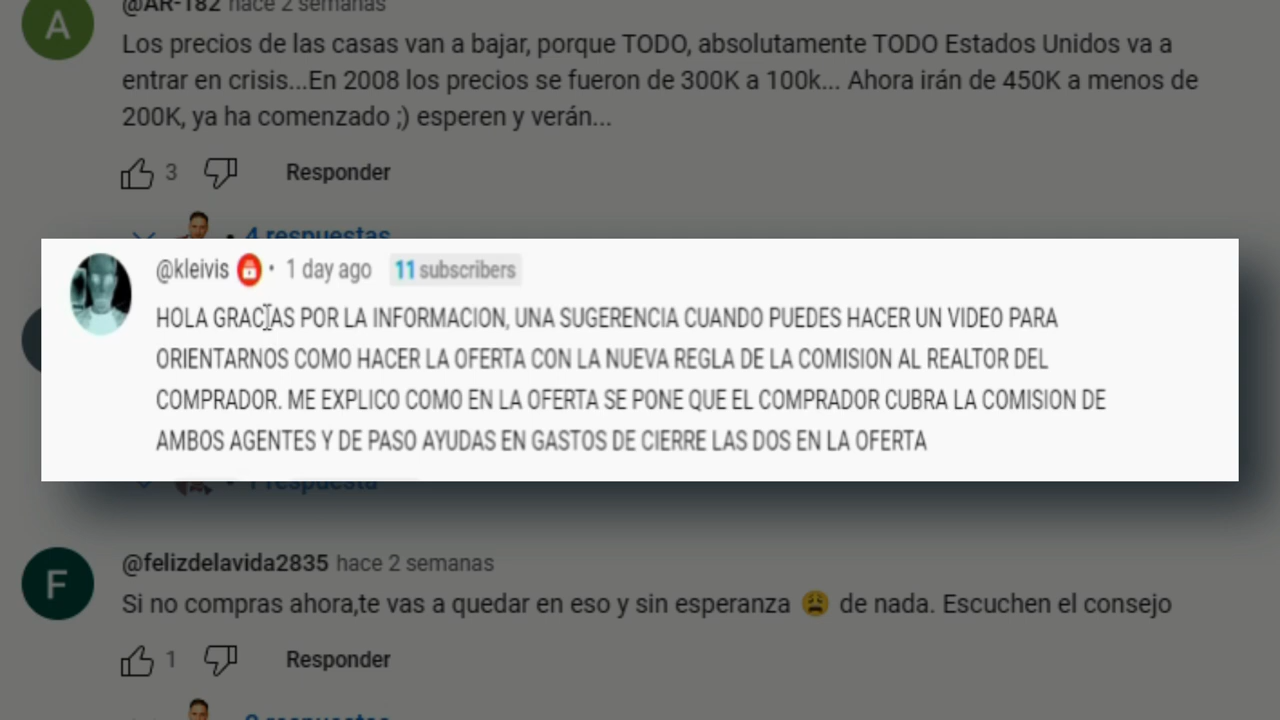 @AR-182 hace 2 semanas
A
Los precios de las casas van a bajar, porque TODO, absolutamente TODO Estados Unidos va a
entrar en crisis...En 2008 los precios se fueron de 300K a 100k... Ahora irán de 450K a menos de
200K, ya ha comenzado ;) esperen y verán...
3 Responder
4 respuestas
@kleivis • 1 day ago 11 subscribers
HOLA GRACIAS POR LA INFORMACION, UNA SUGERENCIA CUANDO PUEDES HACER UN VIDEO PARA
ORIENTARNOS COMO HACER LA OFERTA CON LA NUEVA REGLA DE LA COMISION AL REALTOR DEL
COMPRADOR. ME EXPLICO COMO EN LA OFERTA SE PONE QUE EL COMPRADOR CUBRA LA COMISION DE
AMBOS AGENTES Y DE PASO AYUDAS EN GASTOS DE CIERRE LAS DOS EN LA OFERTA
1 respuesta
@felizdelavida2835 hace 2 semanas
F
Si no compras ahora,te vas a quedar en eso y sin esperanza 😩 de nada. Escuchen el consejo
1 Responder
respuestas